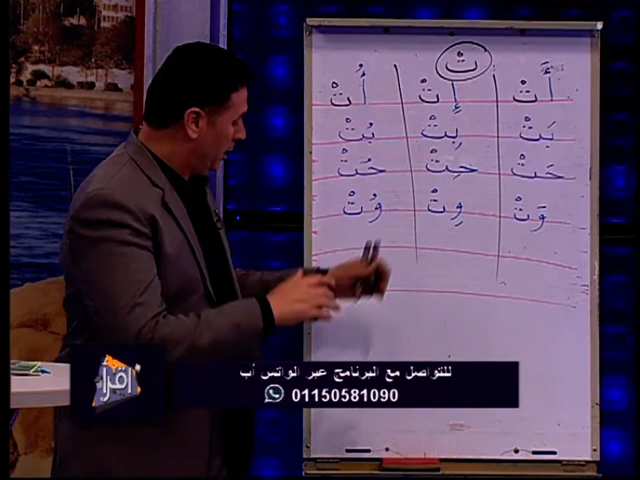 تْ
أَتْ إِتْ أُتْ
بَتْ بِتْ بُتْ
حَتْ حِتْ حُتْ
وَتْ وِتْ وُتْ
للتواصل مع البرنامج عبر الواتس أب
01150581090
اقرأ